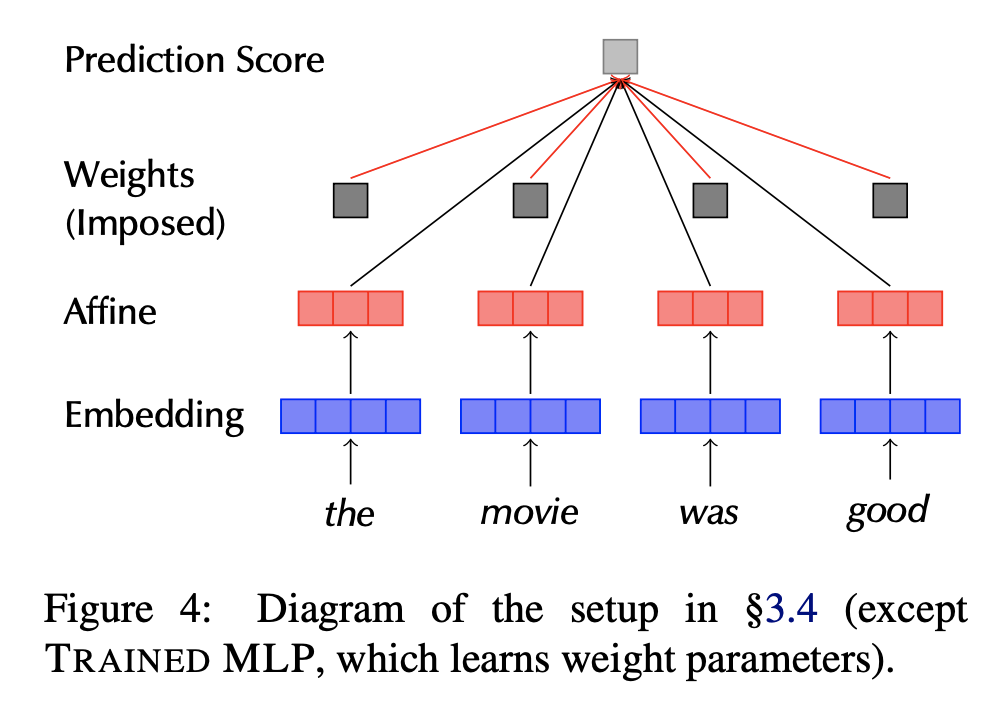 Prediction Score
Weights
(Imposed)
Affine
Embedding
the movie was good
Figure 4: Diagram of the setup in §3.4 (except
TRAINED MLP, which learns weight parameters).